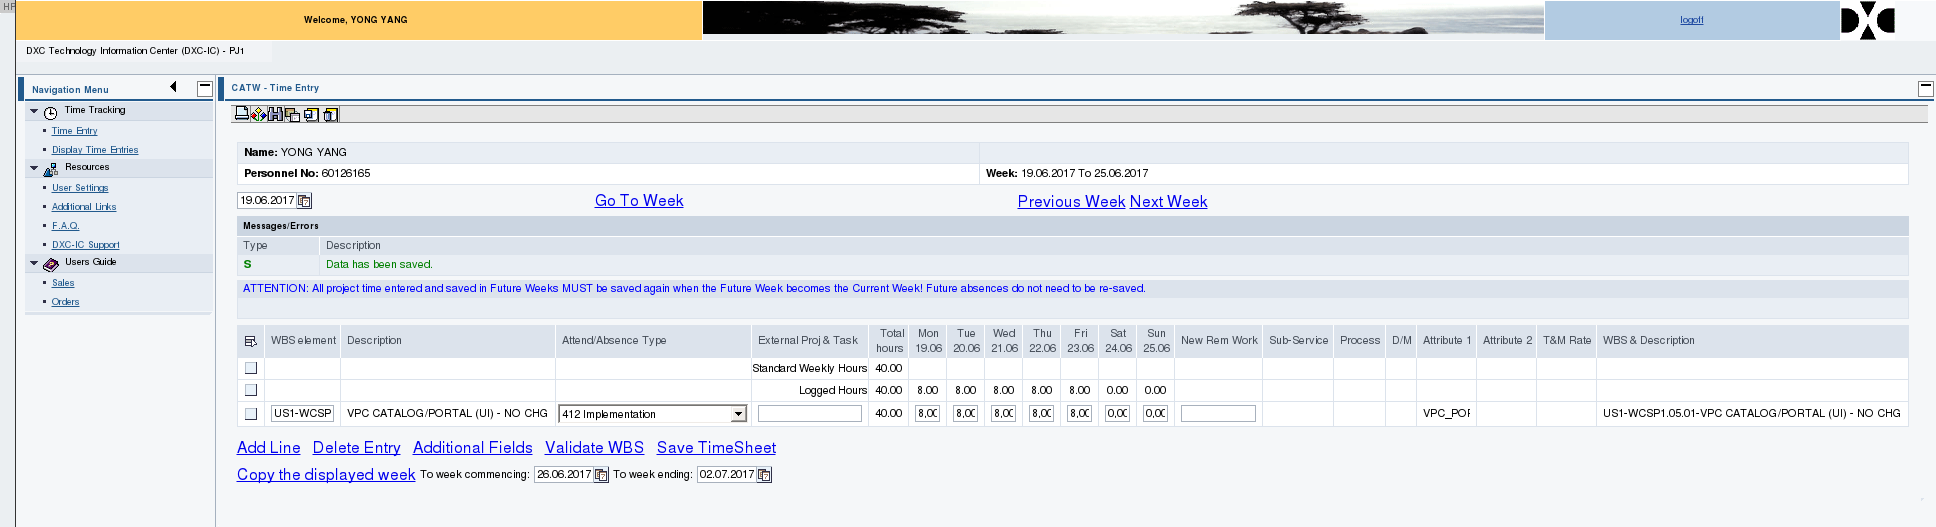 HP
Welcome, YONG YANG
logoff
DXC Technology Information Center (DXC-IC) - PJ1
Navigation Menu
Time Tracking
Time Entry
Display Time Entries
Resources
User Settings
Additional Links
F.A.Q.
DXC-IC Support
Users Guide
Sales
Orders
CATW - Time Entry
Name: YONG YANG
Personnel No: 60126165 Week: 19.06.2017 To 25.06.2017
19.06.2017 Go To Week Previous Week Next Week
Messages/Errors
Type Description
S Data has been saved.
ATTENTION: All project time entered and saved in Future Weeks MUST be saved again when the Future Week becomes the Current Week! Future absences do not need to be re-saved.
WBS element Description Attend/Absence Type External Proj & Task Total hours Mon 19.06 Tue 20.06 Wed 21.06 Thu 22.06 Fri 23.06 Sat 24.06 Sun 25.06 New Rem Work Sub-Service Process D/M Attribute 1 Attribute 2 T&M Rate WBS & Description
Standard Weekly Hours 40.00
Logged Hours 40.00 8.00 8.00 8.00 8.00 8.00 0.00 0.00
US1-WCSP VPC CATALOG/PORTAL (UI) - NO CHG 412 Implementation 40.00 8,00 8,00 8,00 8,00 8,00 0,00 0,00 VPC_POR US1-WCSP1.05.01-VPC CATALOG/PORTAL (UI) - NO CHG
Add Line Delete Entry Additional Fields Validate WBS Save TimeSheet
Copy the displayed week To week commencing: 26.06.2017 To week ending: 02.07.2017